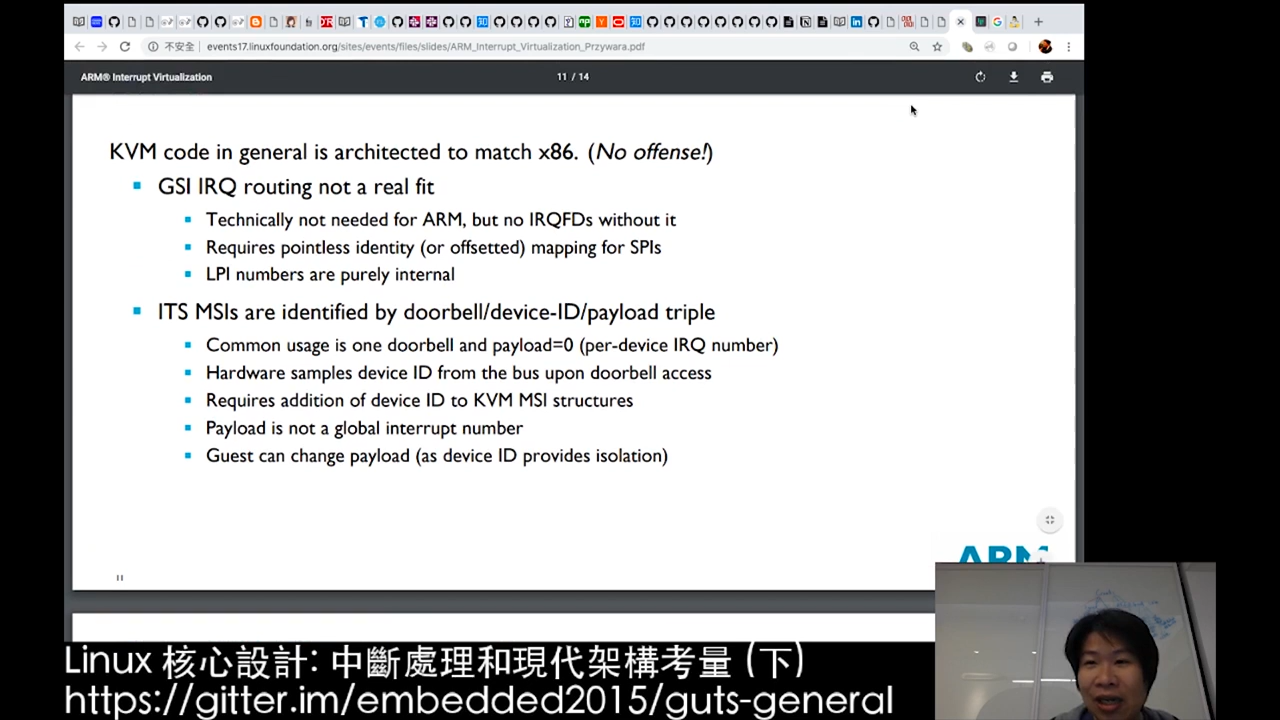 不安全 events17.linuxfoundation.org/sites/events/files/slides/ARM_Interrupt_Virtualization_Przywara.pdf
ARM® Interrupt Virtualization
11 / 14
KVM code in general is architected to match x86. (No offense!)
GSI IRQ routing not a real fit
Technically not needed for ARM, but no IRQFDs without it
Requires pointless identity (or offsetted) mapping for SPIs
LPI numbers are purely internal
ITS MSIs are identified by doorbell/device-ID/payload triple
Common usage is one doorbell and payload=0 (per-device IRQ number)
Hardware samples device ID from the bus upon doorbell access
Requires addition of device ID to KVM MSI structures
Payload is not a global interrupt number
Guest can change payload (as device ID provides isolation)
ARM
11
Linux 核心設計: 中斷處理和現代架構考量 (下)
https://gitter.im/embedded2015/guts-general